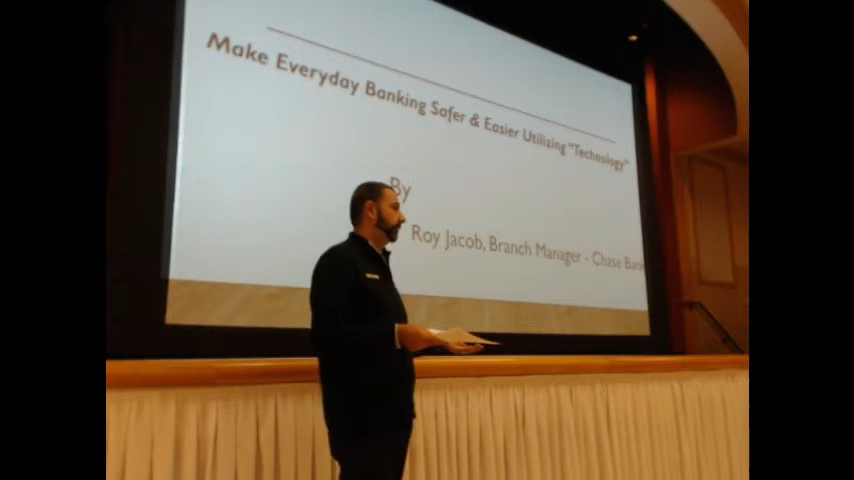 Make Everyday Banking Safer & Easier Utilizing "Technology"
By
Roy Jacob, Branch Manager - Chase Bank